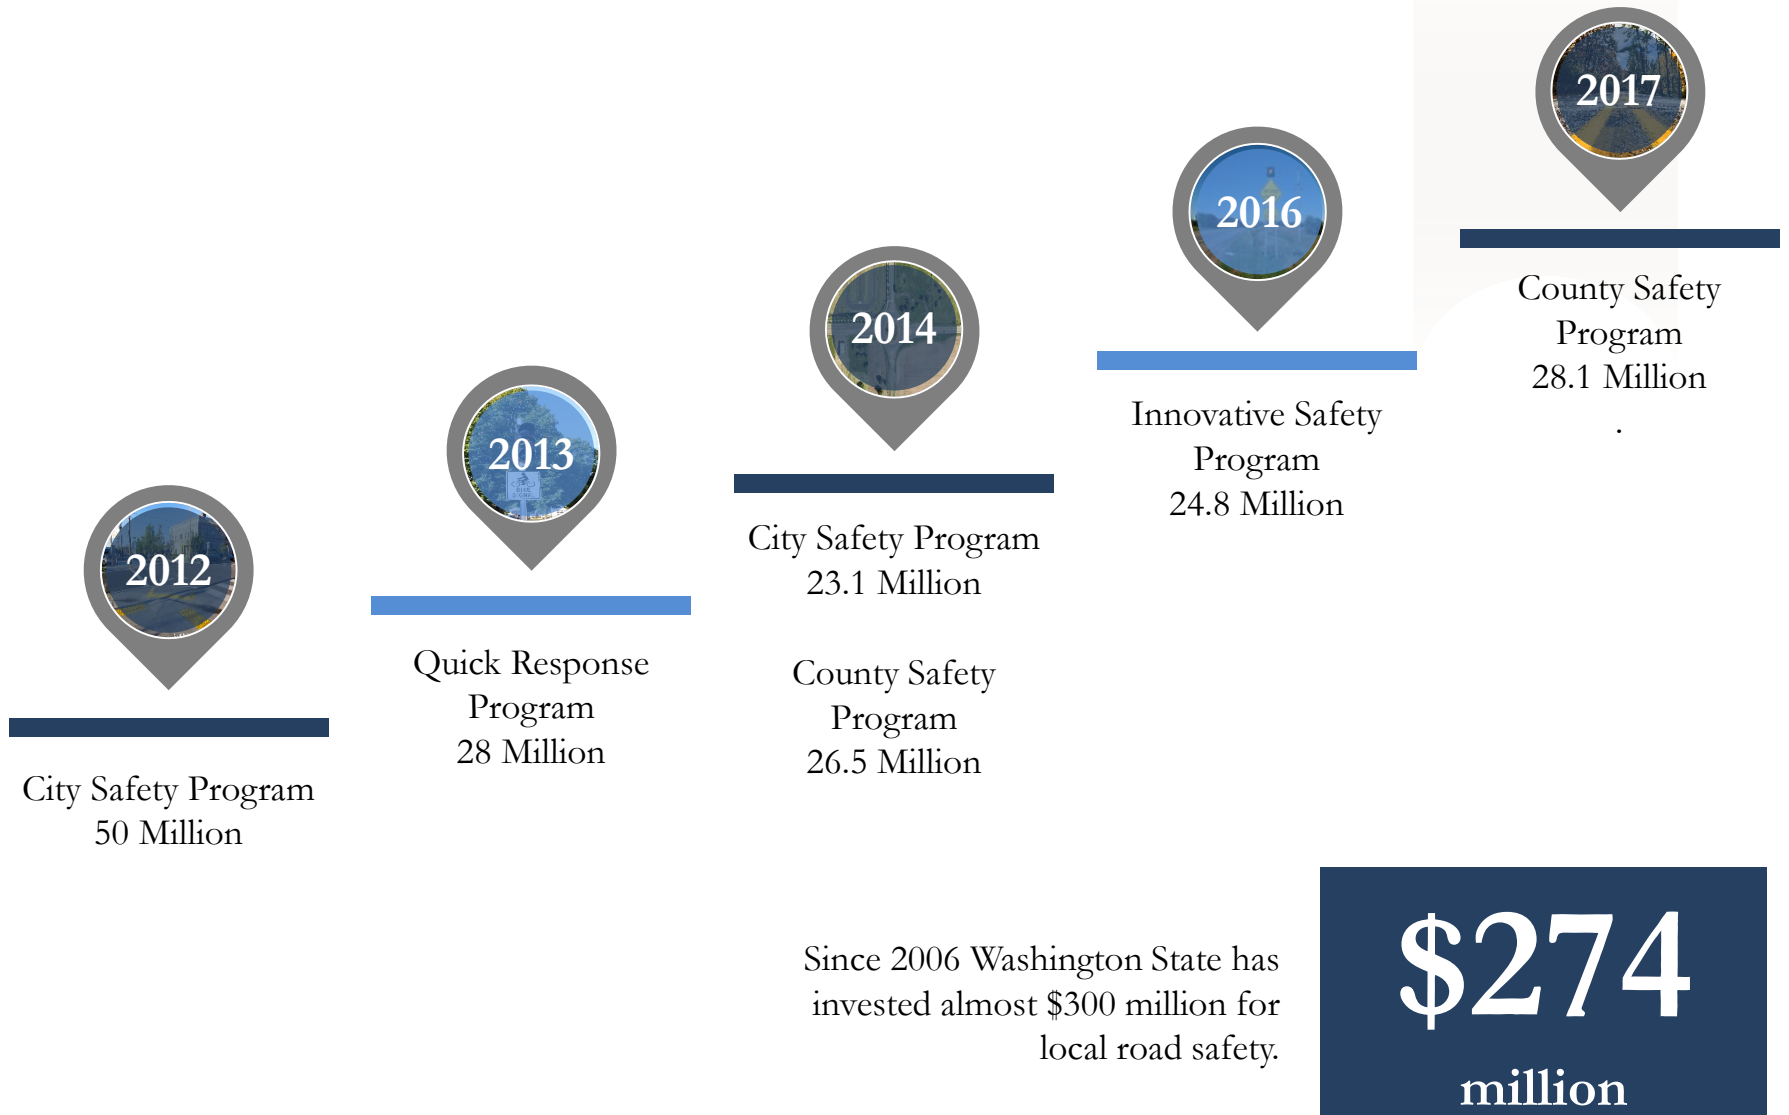 2012
City Safety Program
50 Million
2013
BIKE
SIGNAL
Quick Response
Program
28 Million
2014
City Safety Program
23.1 Million
County Safety
Program
26.5 Million
2016
Innovative Safety
Program
24.8 Million
2017
County Safety
Program
28.1 Million
.
Since 2006 Washington State has
invested almost $300 million for
local road safety.
$274
million